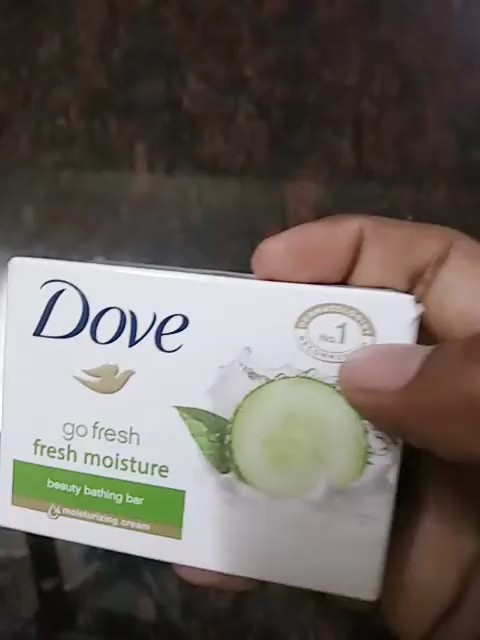 Dove
No.1
go fresh
fresh moisture
beauty bathing bar
¼ moisturizing cream